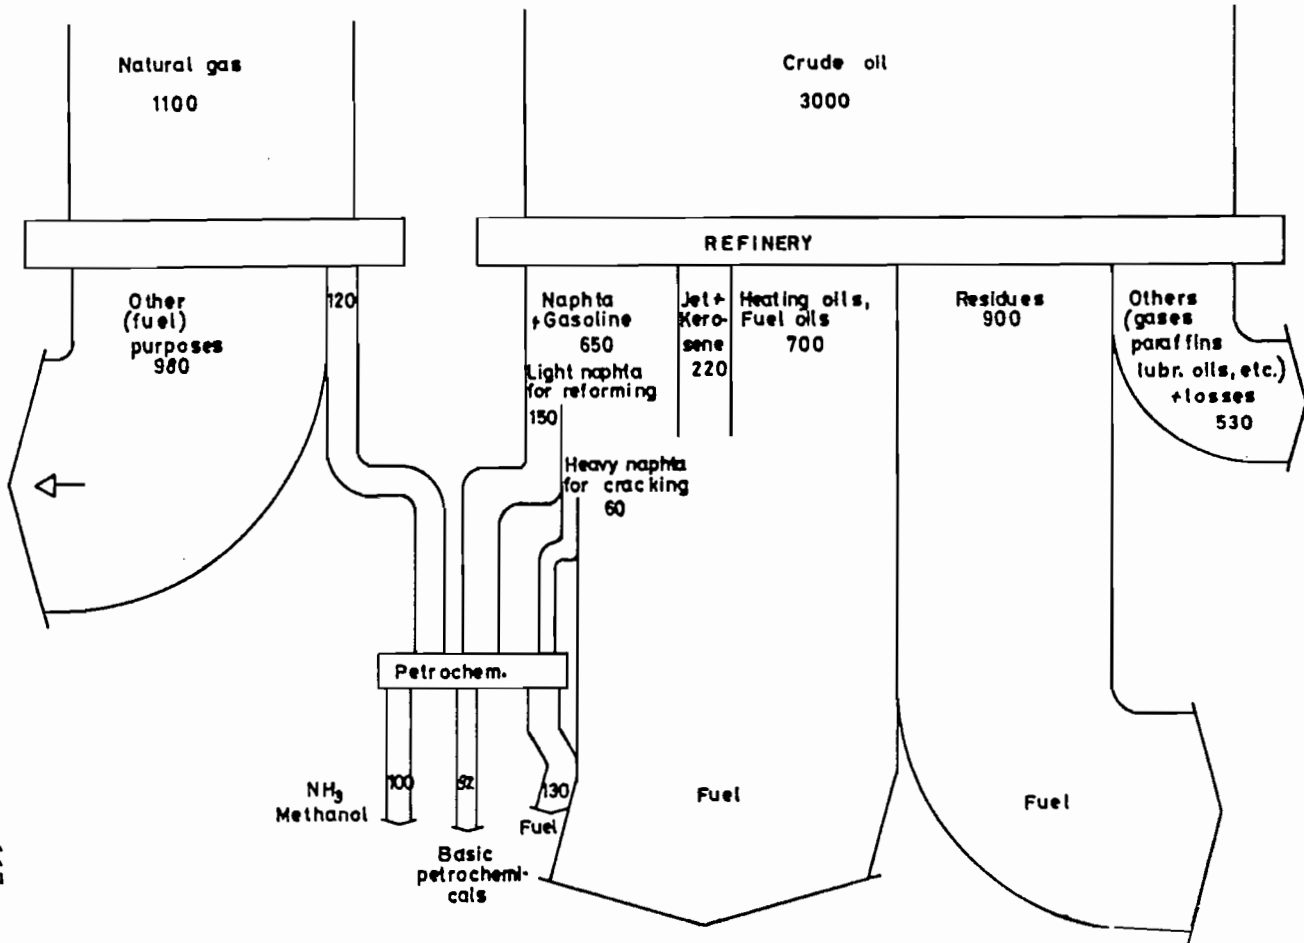 Natural gas
1100
Crude oil
3000
REFINERY
Other
(fuel)
purposes
980
120
Naphta
+Gasoline
650
Light naphta
for reforming
150
Heavy naphta
for cracking
60
Jet+
Kero-
sene
220
Heating oils,
Fuel oils
700
Residues
900
Others
(gases
paraffins
lubr. oils, etc.)
+losses
530
Petrochem.
100
92
130
NH3
Methanol
Basic
petrochemi-
cals
Fuel
Fuel
Fuel